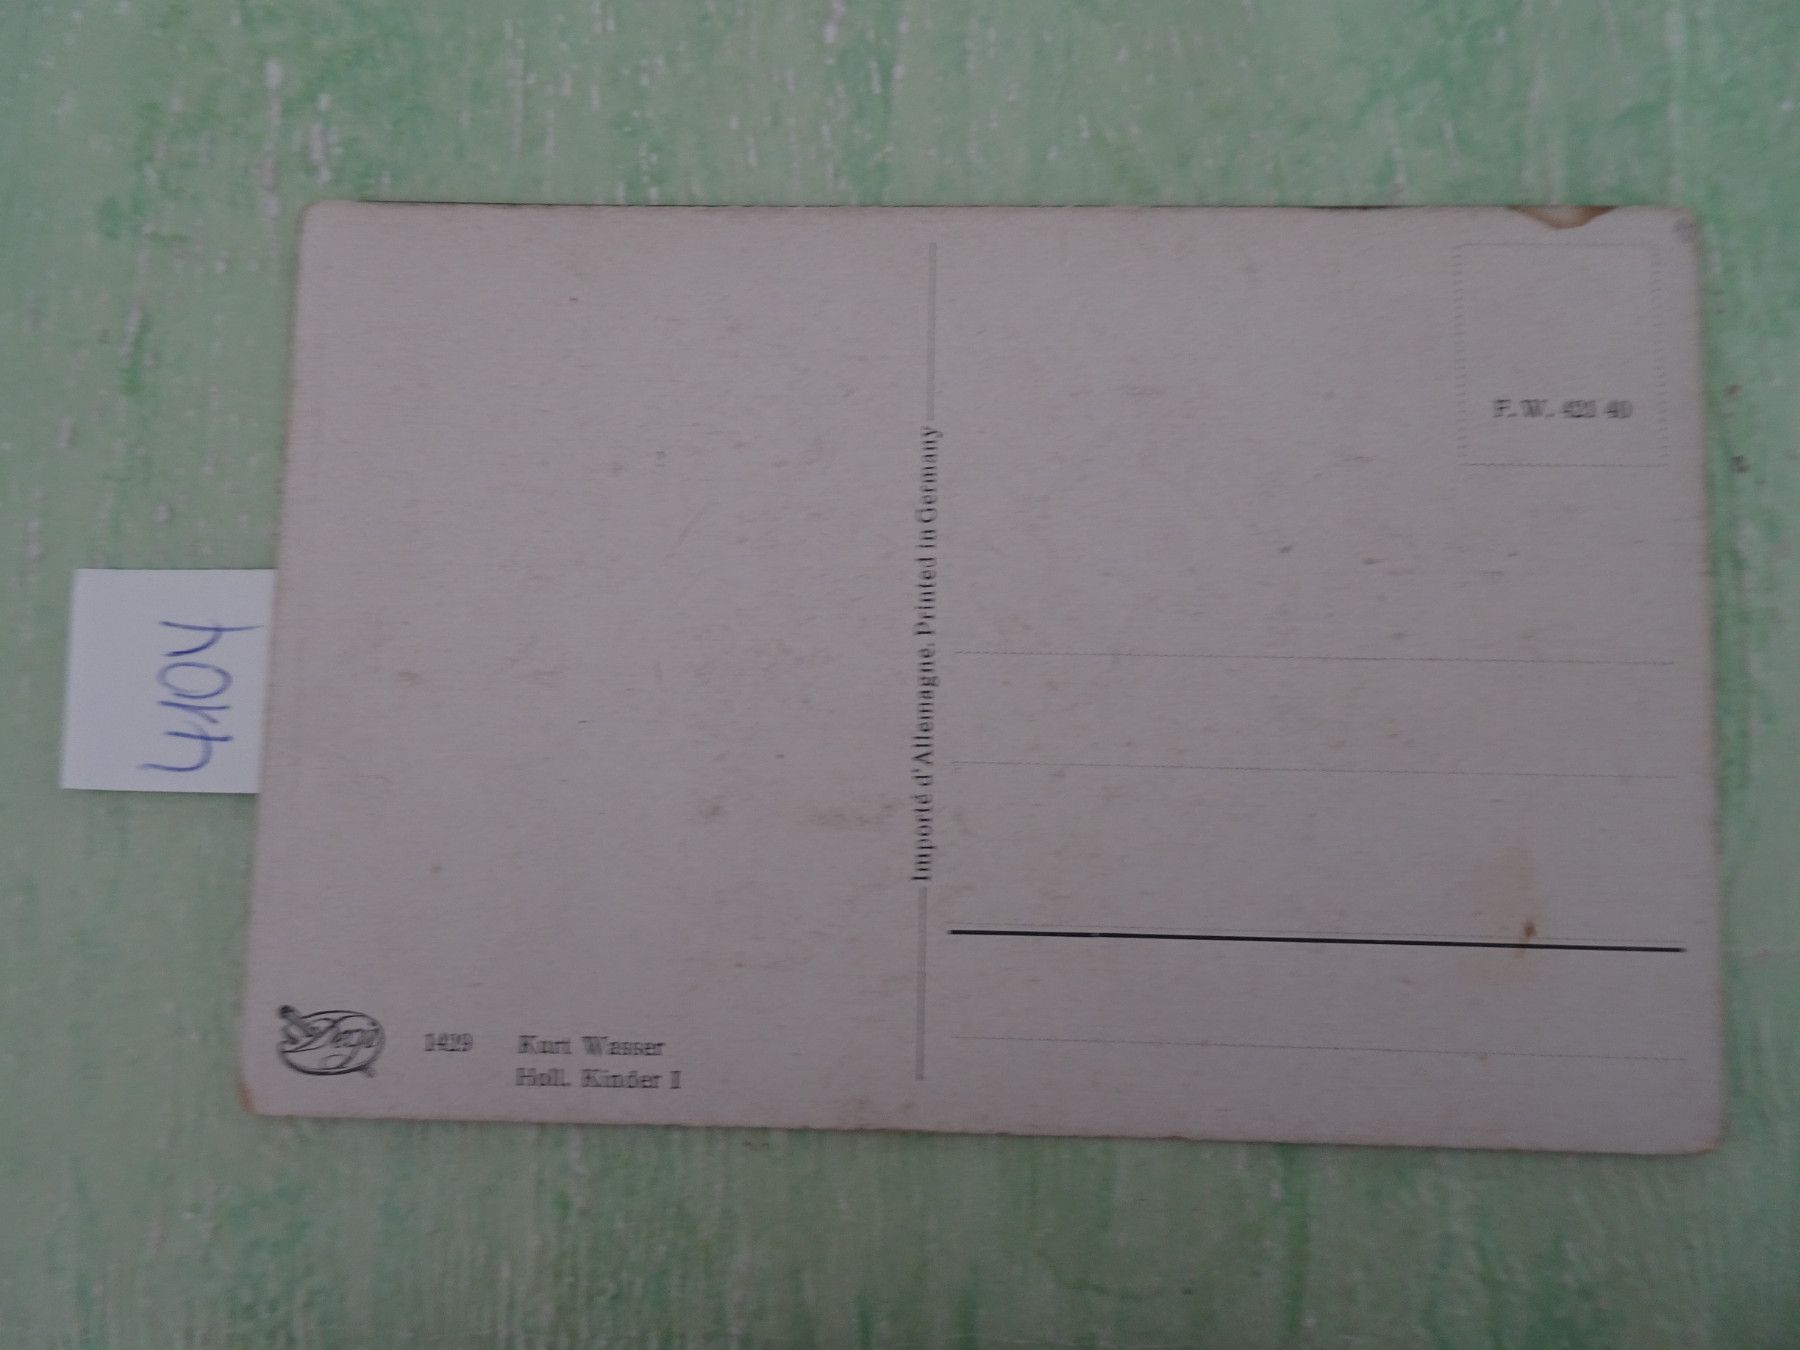 4104
F. W. 421 40
Importé d'Allemagne. Printed in Germany
1429
Kurt Wasser
Holl. Kinder I